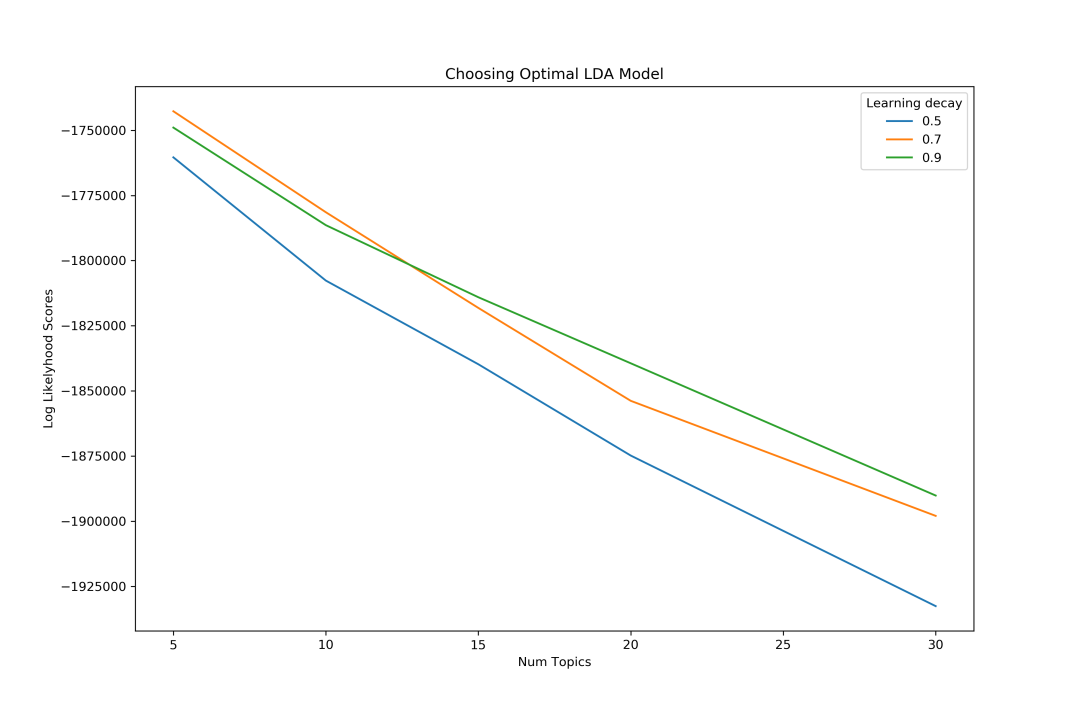 Choosing Optimal LDA Model
Learning decay
0.5
0.7
0.9
Log Likelyhood Scores
−1750000
−1775000
−1800000
−1825000
−1850000
−1875000
−1900000
−1925000
5 10 15 20 25 30
Num Topics